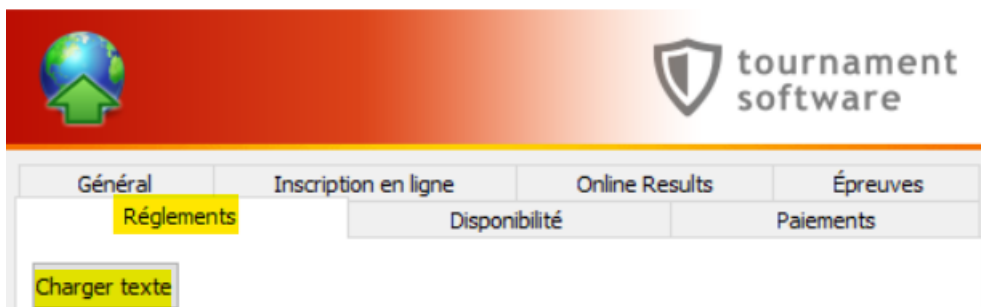 tournament
software
Général Inscription en ligne Online Results Épreuves
Réglements Disponibilité Paiements
Charger texte